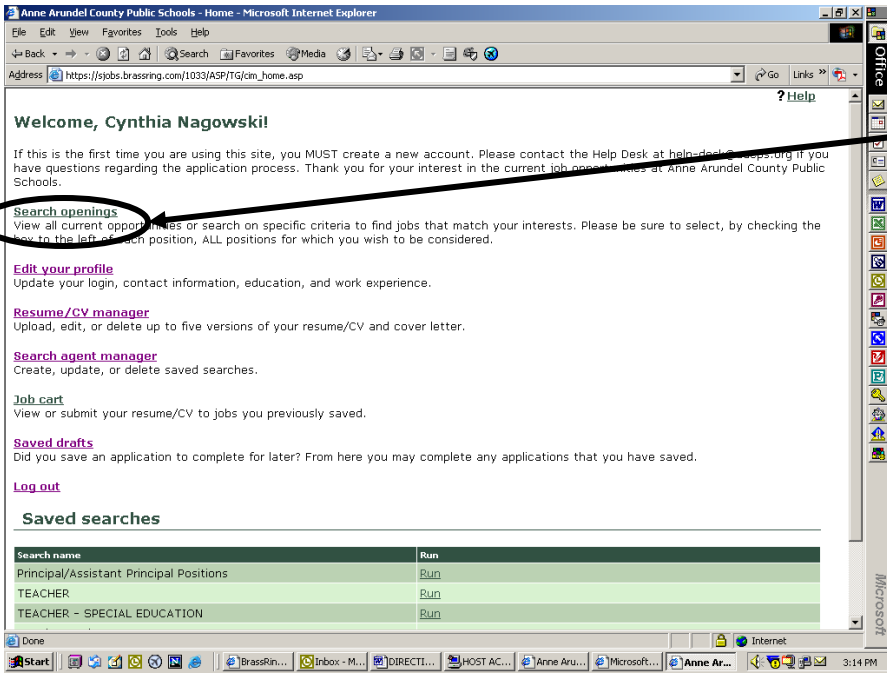 Anne Arundel County Public Schools - Home - Microsoft Internet Explorer
File Edit View Favorites Tools Help
Back Search Favorites Media
Address https://sjobs.brassring.com/1033/ASP/TG/cim_home.asp Go Links »
Office
? Help
Welcome, Cynthia Nagowski!
If this is the first time you are using this site, you MUST create a new account. Please contact the Help Desk at help-desk@aacps.org if you
have questions regarding the application process. Thank you for your interest in the current job opportunities at Anne Arundel County Public
Schools.
Search openings
View all current opportunities or search on specific criteria to find jobs that match your interests. Please be sure to select, by checking the
box to the left of each position, ALL positions for which you wish to be considered.
Edit your profile
Update your login, contact information, education, and work experience.
Resume/CV manager
Upload, edit, or delete up to five versions of your resume/CV and cover letter.
Search agent manager
Create, update, or delete saved searches.
Job cart
View or submit your resume/CV to jobs you previously saved.
Saved drafts
Did you save an application to complete for later? From here you may complete any applications that you have saved.
Log out
Saved searches
Search name Run
Principal/Assistant Principal Positions Run
TEACHER Run
TEACHER - SPECIAL EDUCATION Run
Microsoft
Done Internet
Start BrassRin... Inbox - M... DIRECTI... HOST AC... Anne Aru... Microsoft... Anne Ar... 3:14 PM